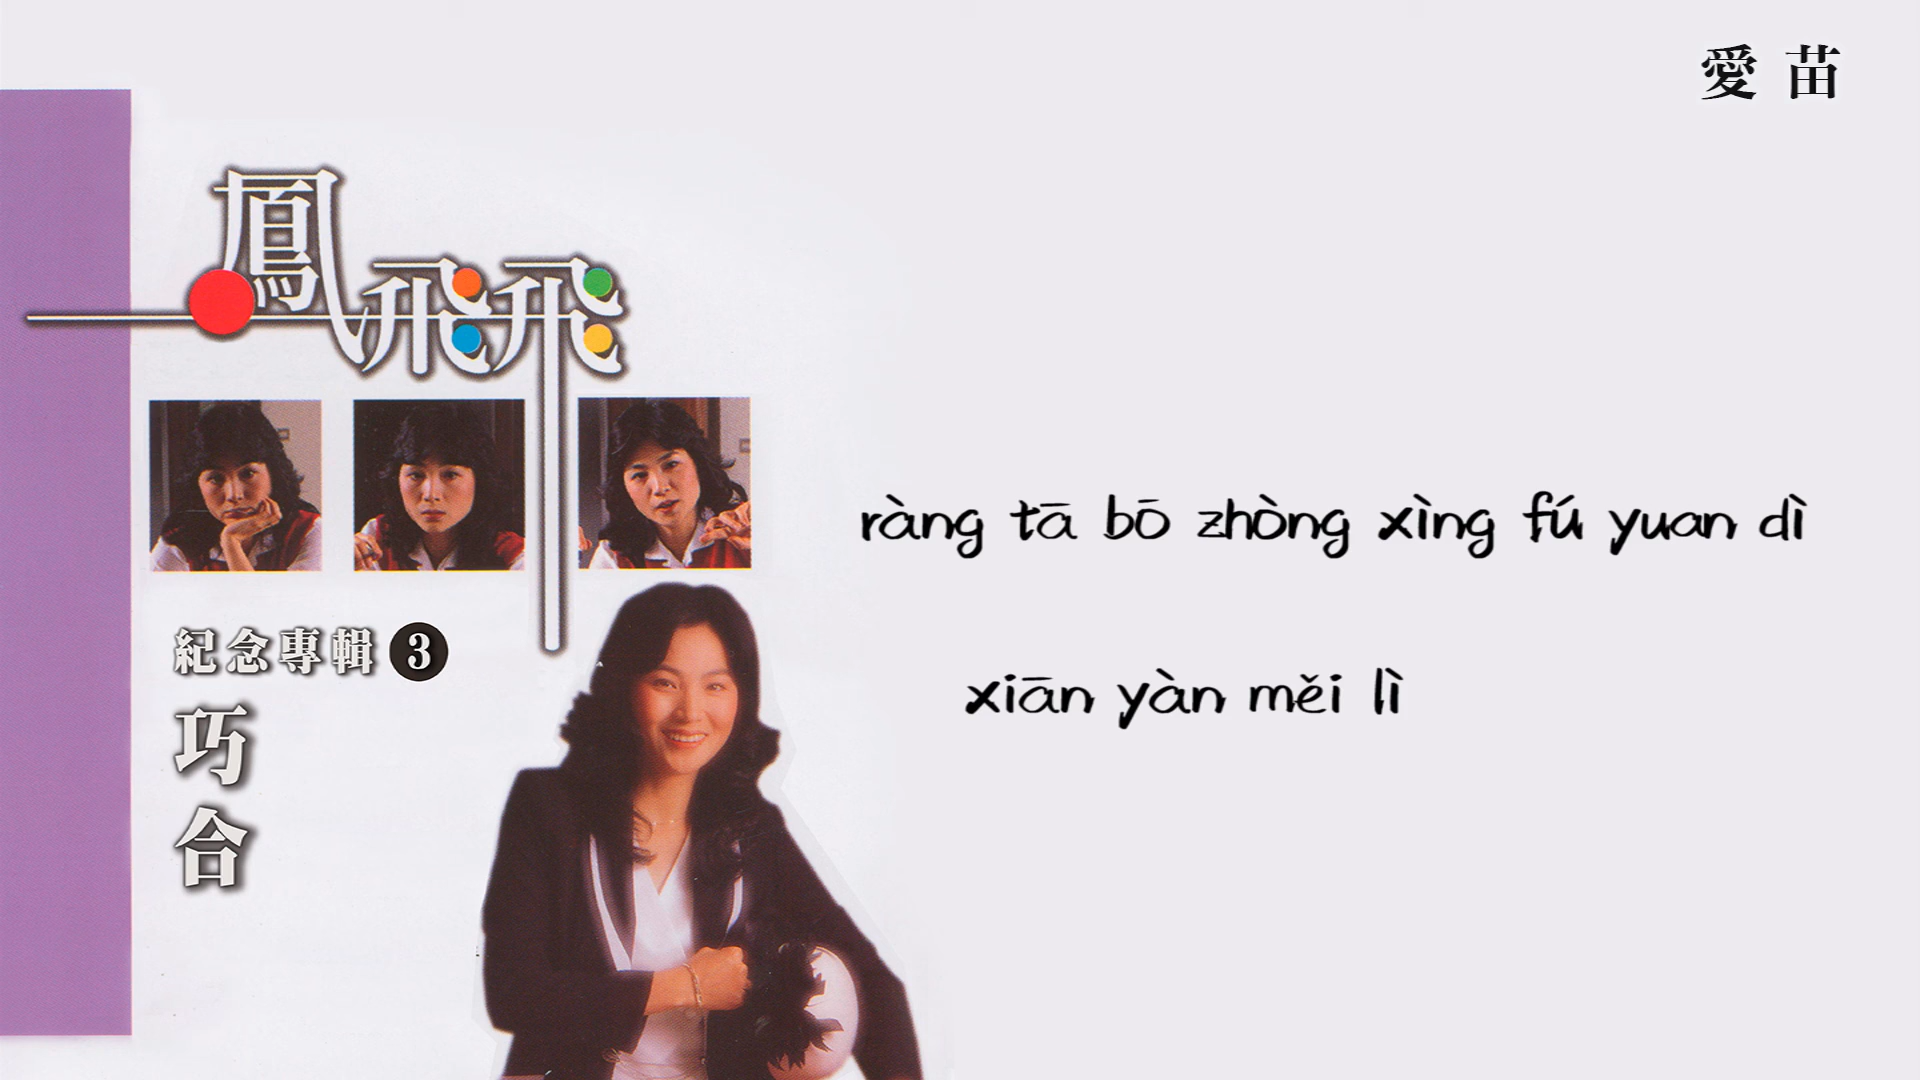 愛苗
鳳飛飛
紀念專輯 3
巧合
ràng tā bō zhòng xìng fú yuan dì
xiān yàn měi lì